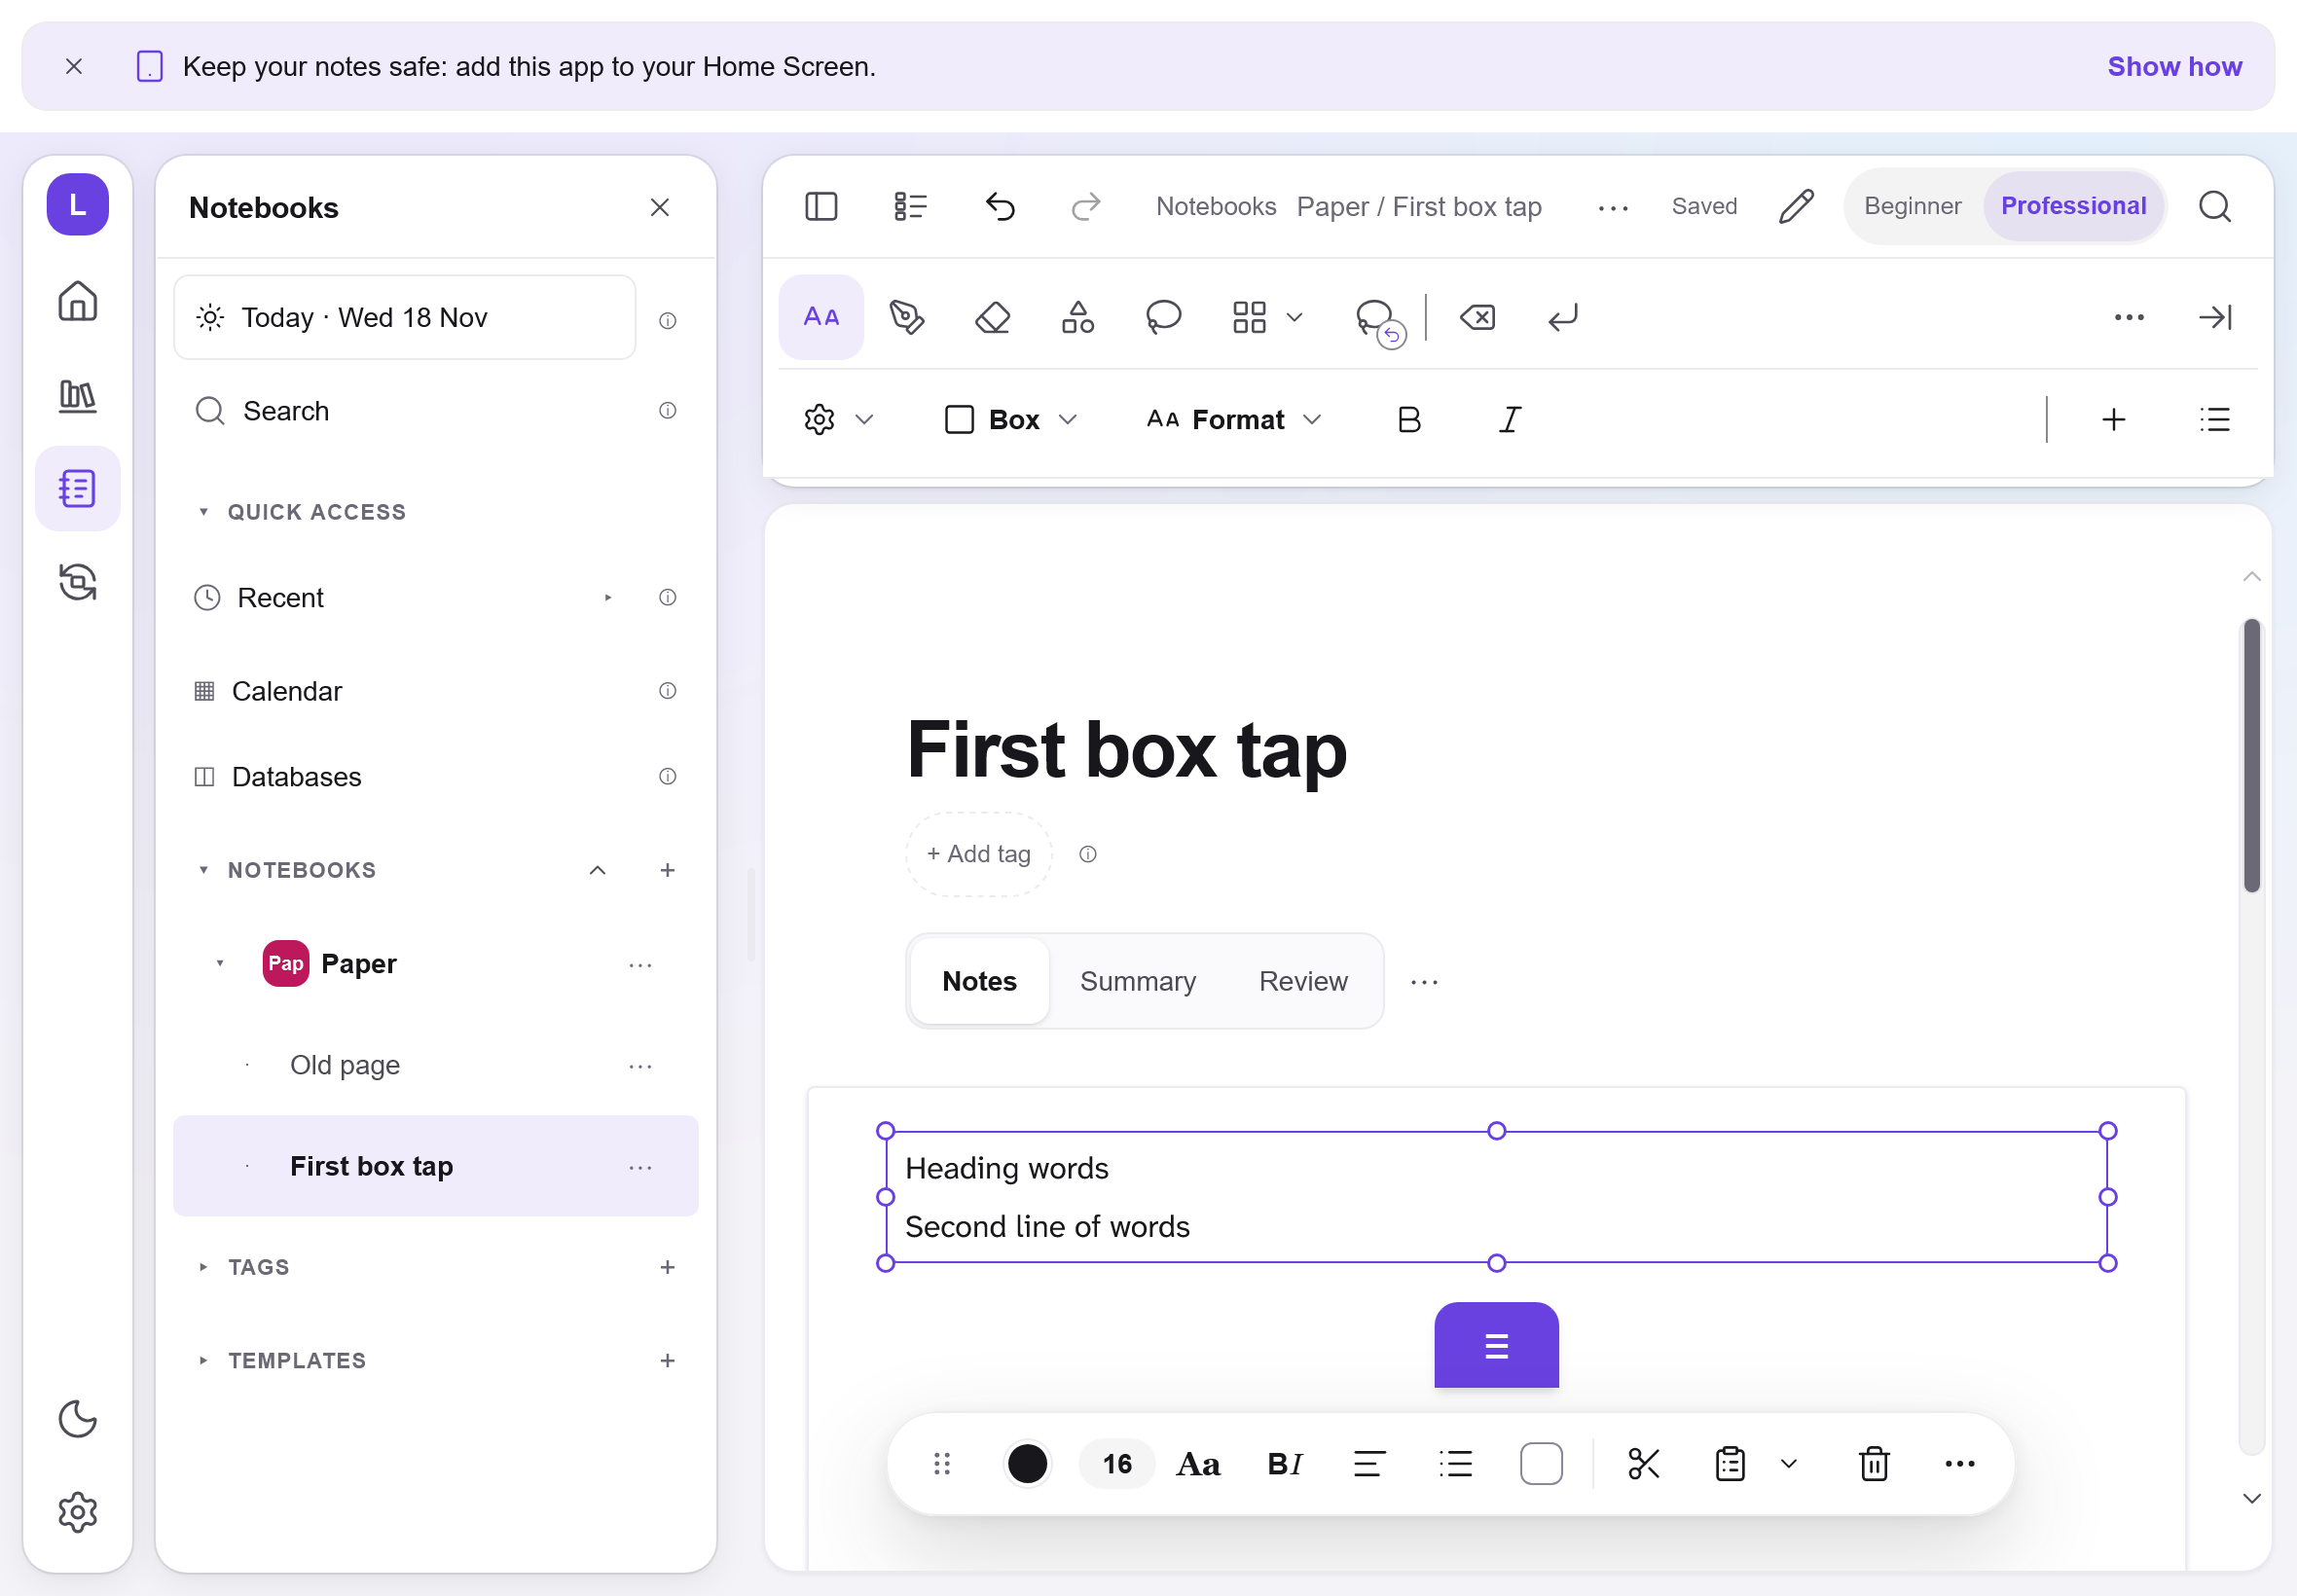 Keep your notes safe: add this app to your Home Screen.
Show how
L
Notebooks
Today · Wed 18 Nov
Search
QUICK ACCESS
Recent
Calendar
Databases
NOTEBOOKS
Pap Paper
Old page
First box tap
TAGS
TEMPLATES
Notebooks Paper / First box tap
Saved
Beginner
Professional
AA
Box
AA Format
B I
First box tap
+ Add tag
Notes
Summary
Review
Heading words
Second line of words
16
Aa
BI